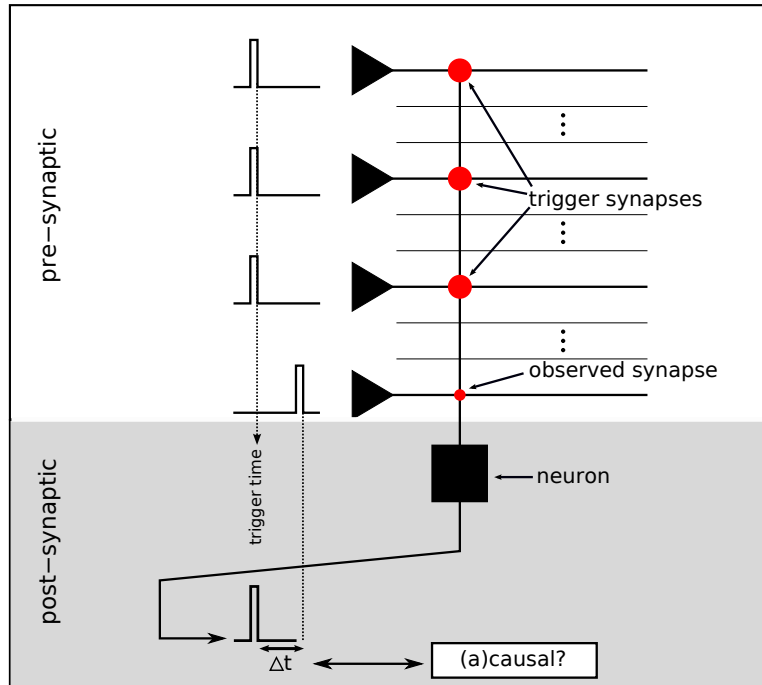 pre−synaptic
trigger synapses
observed synapse
post−synaptic
trigger time
neuron
Δt
(a)causal?